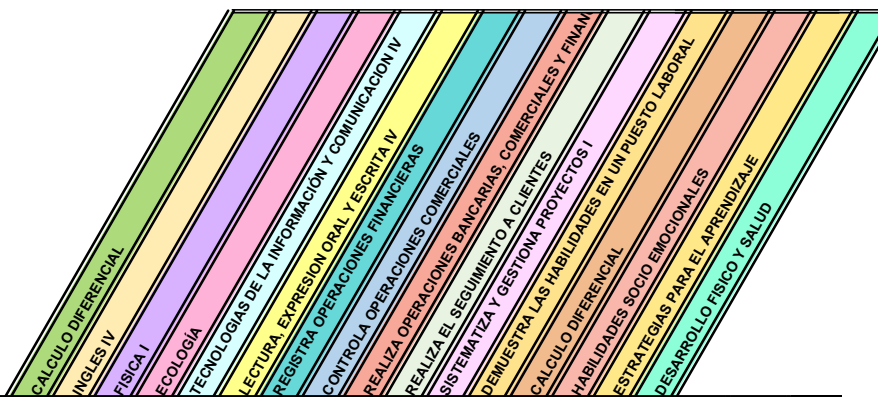 CALCULO DIFERENCIAL
INGLES IV
FISICA I
ECOLOGÍA
TECNOLOGIAS DE LA INFORMACIÓN Y COMUNICACION IV
LECTURA, EXPRESION ORAL Y ESCRITA IV
REGISTRA OPERACIONES FINANCIERAS
CONTROLA OPERACIONES COMERCIALES
REALIZA OPERACIONES BANCARIAS, COMERCIALES Y FINAN
REALIZA EL SEGUIMIENTO A CLIENTES
SISTEMATIZA Y GESTIONA PROYECTOS I
DEMUESTRA LAS HABILIDADES EN UN PUESTO LABORAL
CALCULO DIFERENCIAL
HABILIDADES SOCIO EMOCIONALES
ESTRATEGIAS PARA EL APRENDIZAJE
DESARROLLO FISICO Y SALUD